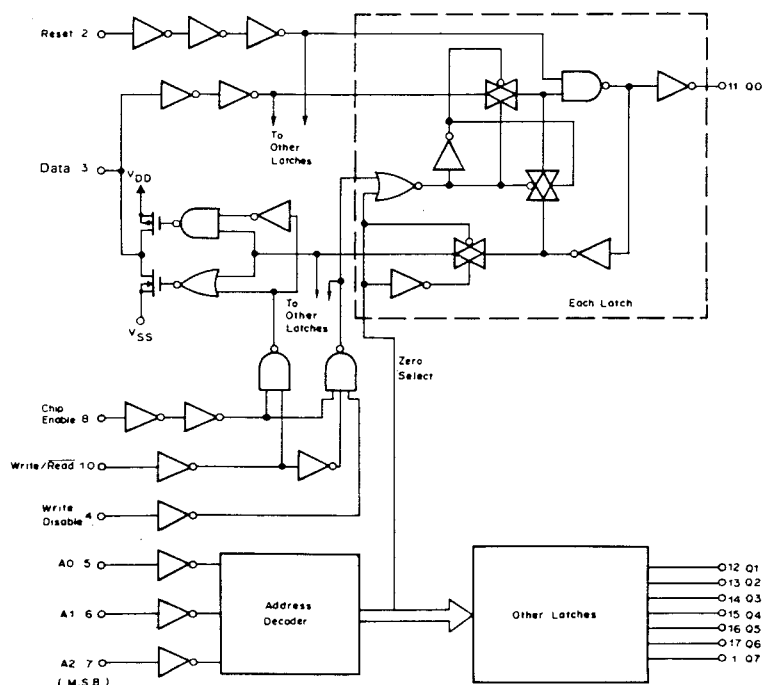 Reset 2
11 Q0
To
Other
Latches
Data 3
VDD
VSS
To
Other
Latches
Each Latch
Zero
Select
Chip
Enable 8
Write/Read 10
Write
Disable 4
A0 5
A1 6
A2 7
(M.S.B)
Address
Decoder
Other Latches
12 Q1
13 Q2
14 Q3
15 Q4
16 Q5
17 Q6
1 Q7